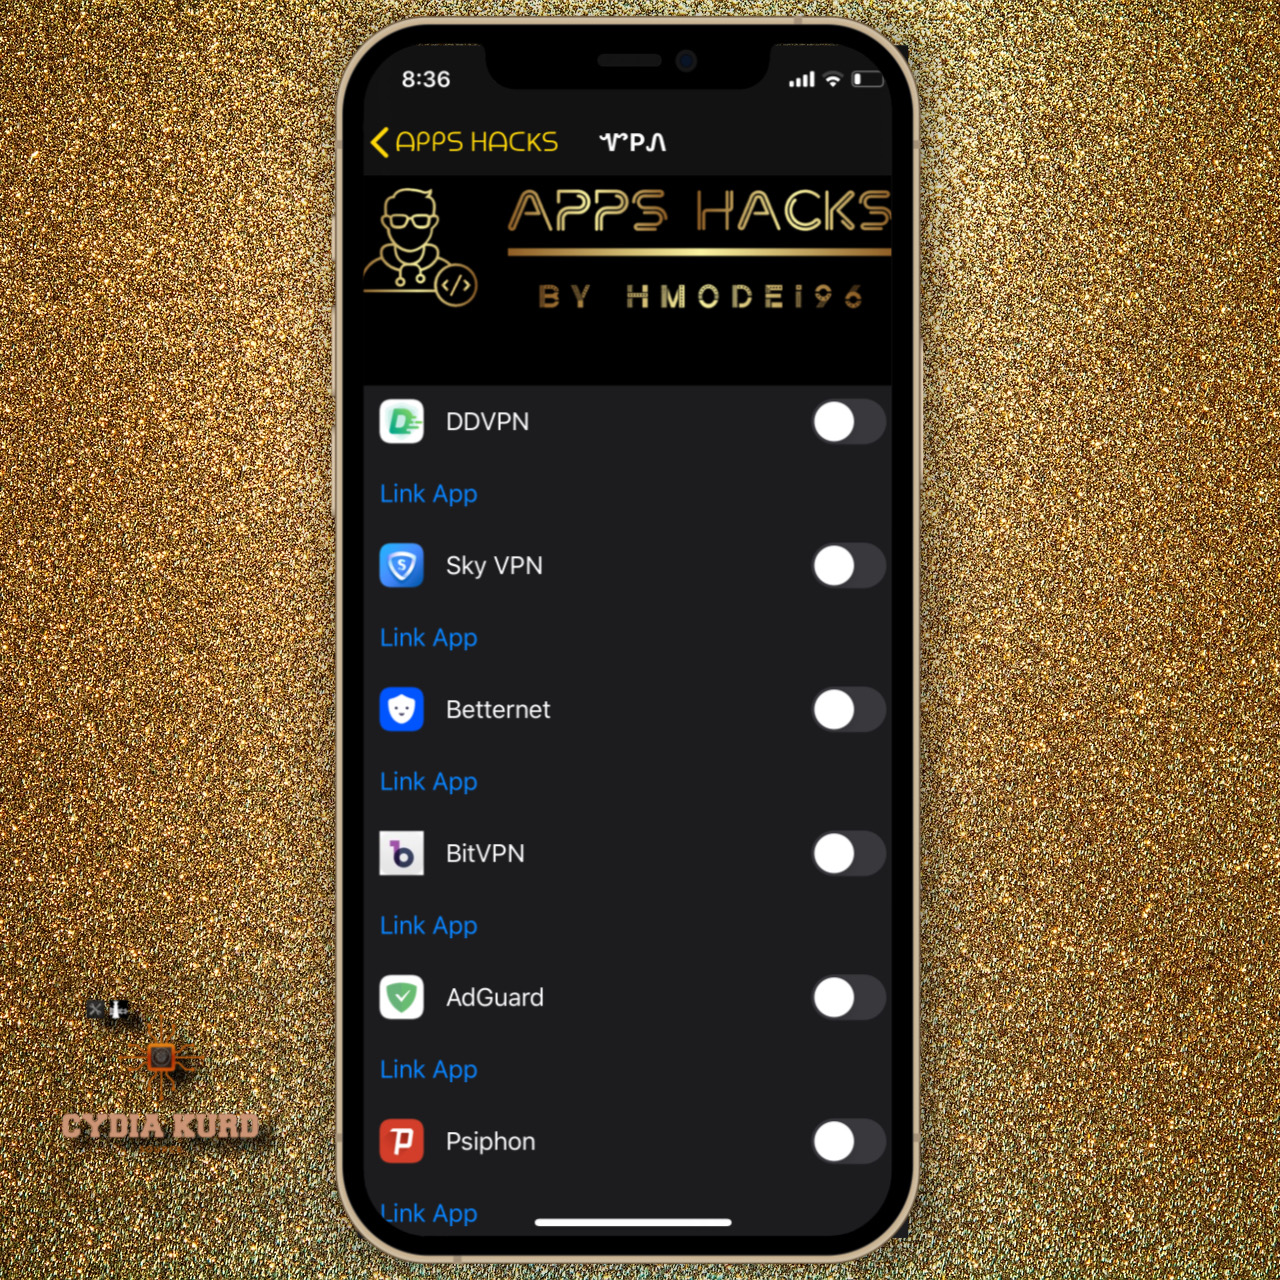 8:36
APPS HACKS
VPN
APPS HACKS
BY HMODEi96
DDVPN
Link App
Sky VPN
Link App
Betternet
Link App
BitVPN
Link App
AdGuard
Link App
Psiphon
Link App
CYDIA KURD